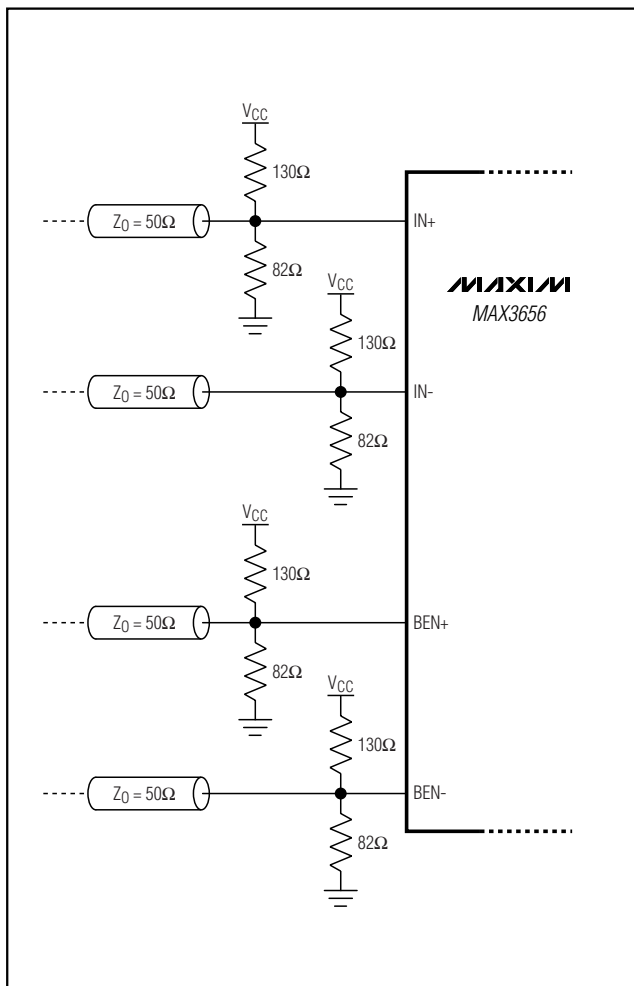 VCC
130Ω
Z0 = 50Ω
IN+
82Ω
MAXIM
MAX3656
VCC
130Ω
Z0 = 50Ω
IN-
82Ω
VCC
130Ω
Z0 = 50Ω
BEN+
82Ω
VCC
130Ω
Z0 = 50Ω
BEN-
82Ω